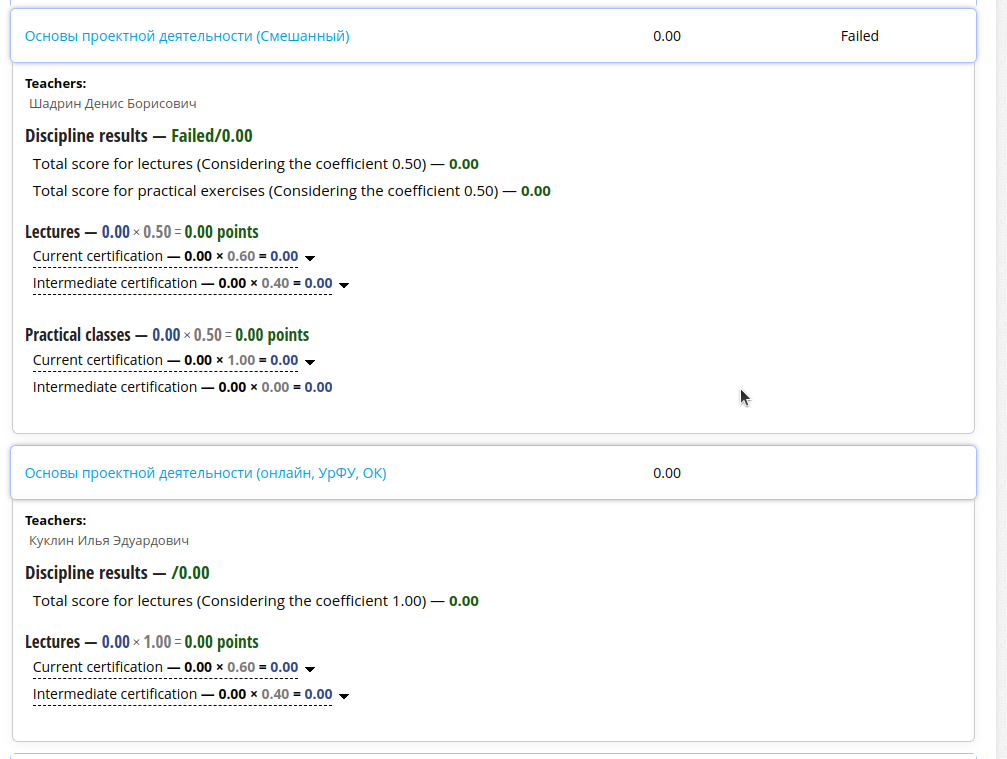 Основы проектной деятельности (Смешанный) 0.00 Failed
Teachers:
Шадрин Денис Борисович
Discipline results — Failed/0.00
Total score for lectures (Considering the coefficient 0.50) — 0.00
Total score for practical exercises (Considering the coefficient 0.50) — 0.00
Lectures — 0.00 × 0.50 = 0.00 points
Current certification — 0.00 × 0.60 = 0.00
Intermediate certification — 0.00 × 0.40 = 0.00
Practical classes — 0.00 × 0.50 = 0.00 points
Current certification — 0.00 × 1.00 = 0.00
Intermediate certification — 0.00 × 0.00 = 0.00
Основы проектной деятельности (онлайн, УрФУ, ОК) 0.00
Teachers:
Куклин Илья Эдуардович
Discipline results — /0.00
Total score for lectures (Considering the coefficient 1.00) — 0.00
Lectures — 0.00 × 1.00 = 0.00 points
Current certification — 0.00 × 0.60 = 0.00
Intermediate certification — 0.00 × 0.40 = 0.00